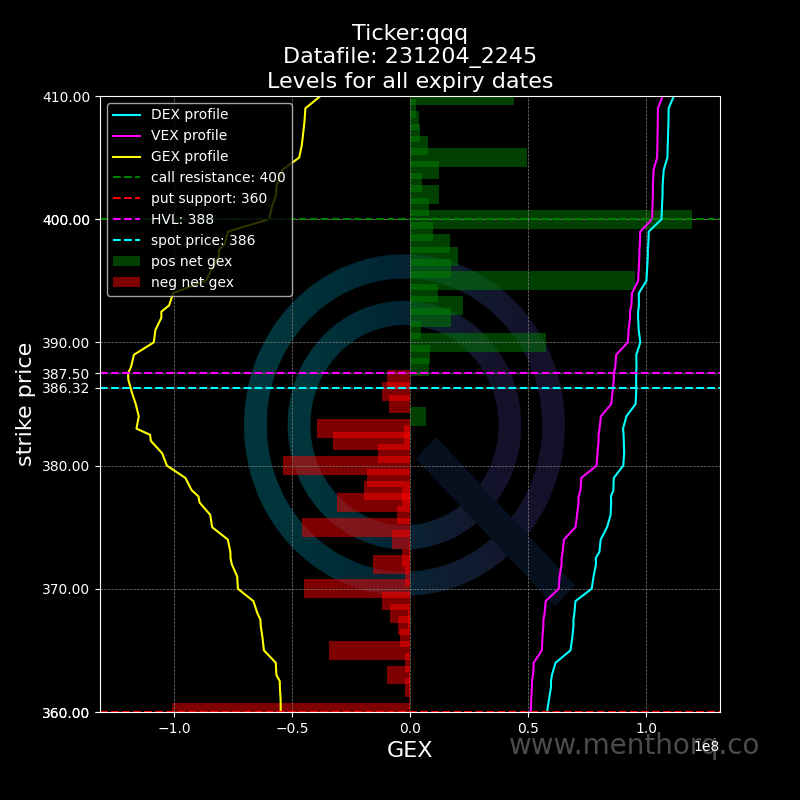 Ticker:qqq
Datafile: 231204_2245
Levels for all expiry dates
410.00
DEX profile
VEX profile
GEX profile
call resistance: 400
put support: 360
HVL: 388
spot price: 386
pos net gex
neg net gex
400.00
390.00
387.50
386.32
380.00
370.00
360.00
strike price
−1.0
−0.5
0.0
0.5
1.0
1e8
GEX
www.menthorq.co